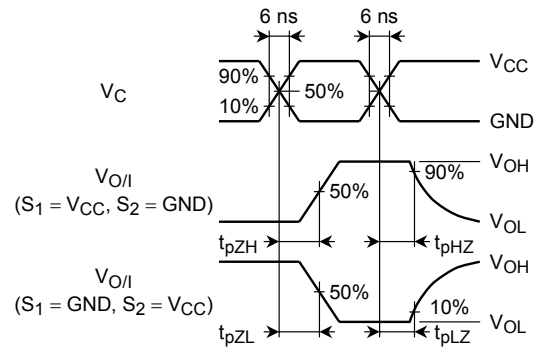 6 ns
6 ns
V_C
90%
10%
50%
V_CC
GND
V_O/I
(S_1 = V_CC, S_2 = GND)
50%
90%
V_OH
V_OL
t_pZH
t_pHZ
V_O/I
(S_1 = GND, S_2 = V_CC)
50%
10%
V_OH
V_OL
t_pZL
t_pLZ